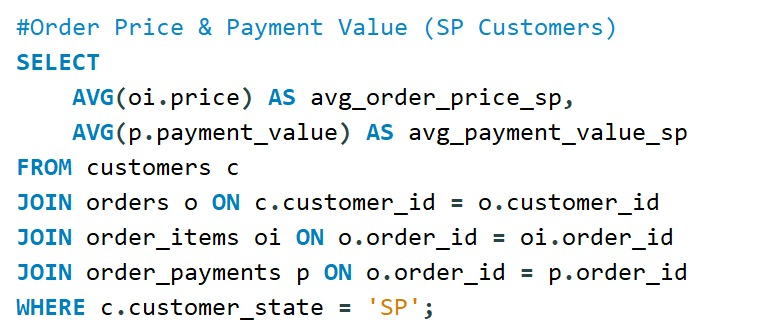 #Order Price & Payment Value (SP Customers)
SELECT
    AVG(oi.price) AS avg_order_price_sp,
    AVG(p.payment_value) AS avg_payment_value_sp
FROM customers c
JOIN orders o ON c.customer_id = o.customer_id
JOIN order_items oi ON o.order_id = oi.order_id
JOIN order_payments p ON o.order_id = p.order_id
WHERE c.customer_state = 'SP';